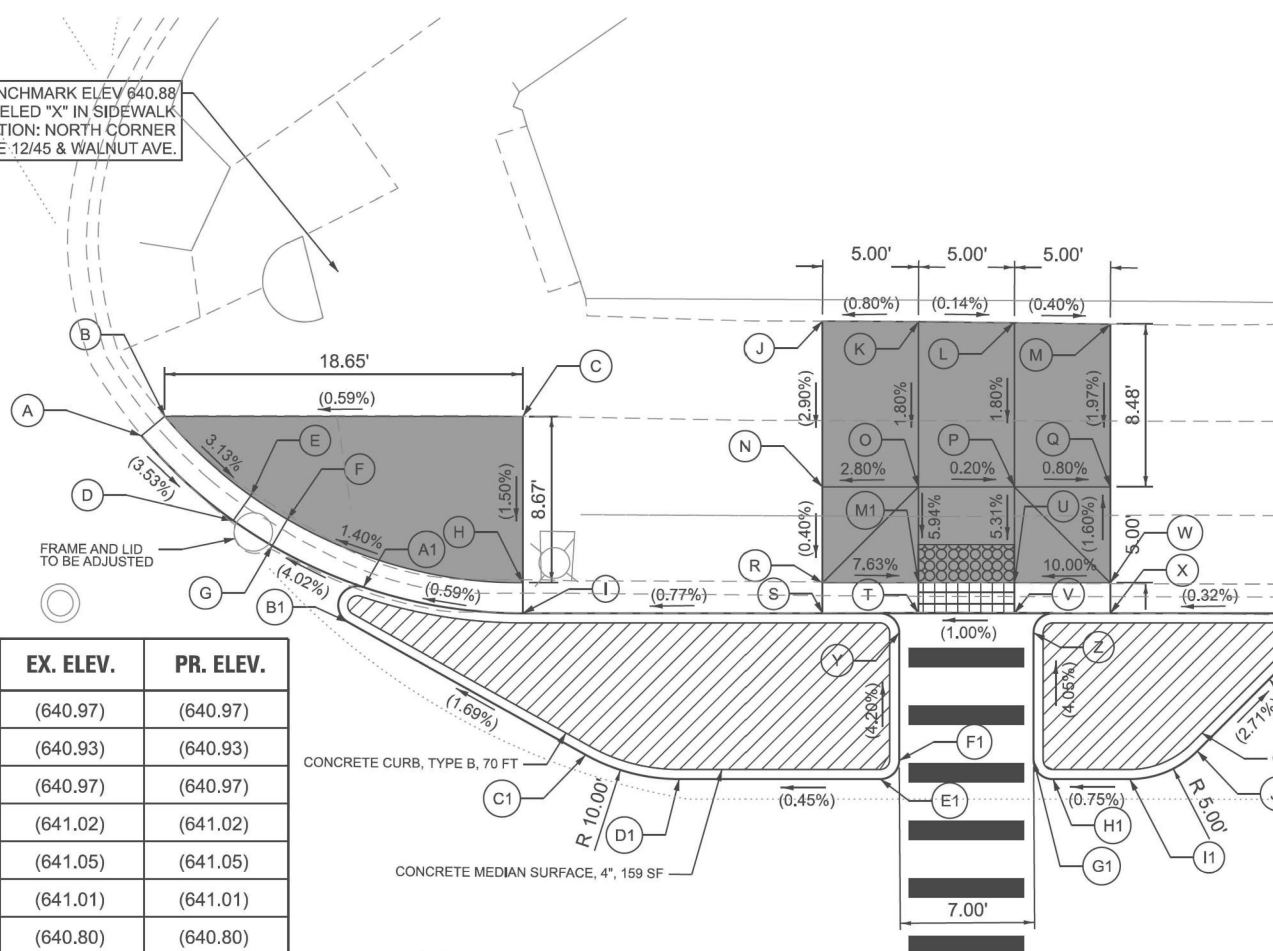 NCHMARK ELEV 640.88
ELED "X" IN SIDEWALK
TION: NORTH CORNER
E 12/45 & WALNUT AVE.
5.00' 5.00' 5.00'
(0.80%) (0.14%) (0.40%)
B
J K L M
18.65'
C
(0.59%)
A
(2.90%) 1.80% 1.80% (1.97%) 8.48'
E
3.13%
F
N O P Q
(3.53%)
2.80% 0.20% 0.80%
D
(1.50%) 8.67'
M1 U
FRAME AND LID
TO BE ADJUSTED
1.40%
A1 H
(0.40%) 5.94% 5.31% (1.60%) 5.00'
W
R 7.63% 10.00%
X
G (4.02%) (0.59%) I (0.77%) S T V (0.32%)
B1
(1.00%)
Y Z
EX. ELEV. PR. ELEV.
(640.97) (640.97)
(640.93) (640.93)
(640.97) (640.97)
(641.02) (641.02)
(641.05) (641.05)
(641.01) (641.01)
(640.80) (640.80)
(1.69%) (4.20%) (4.05%) (2.71%)
F1
CONCRETE CURB, TYPE B, 70 FT
C1
R 10.00'
D1
(0.45%)
E1
(0.75%)
H1
R 5.00'
G1
I1
CONCRETE MEDIAN SURFACE, 4", 159 SF
7.00'